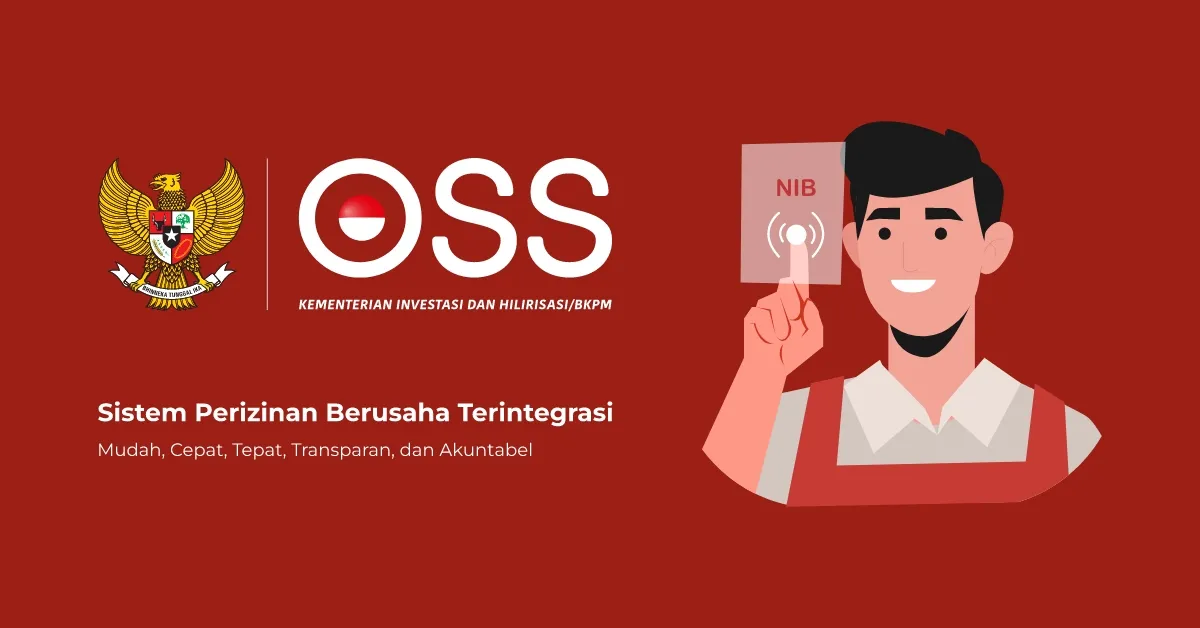 BHINNEKA TUNGGAL IKA
OSS
KEMENTERIAN INVESTASI DAN HILIRISASI/BKPM
Sistem Perizinan Berusaha Terintegrasi
Mudah, Cepat, Tepat, Transparan, dan Akuntabel
NIB